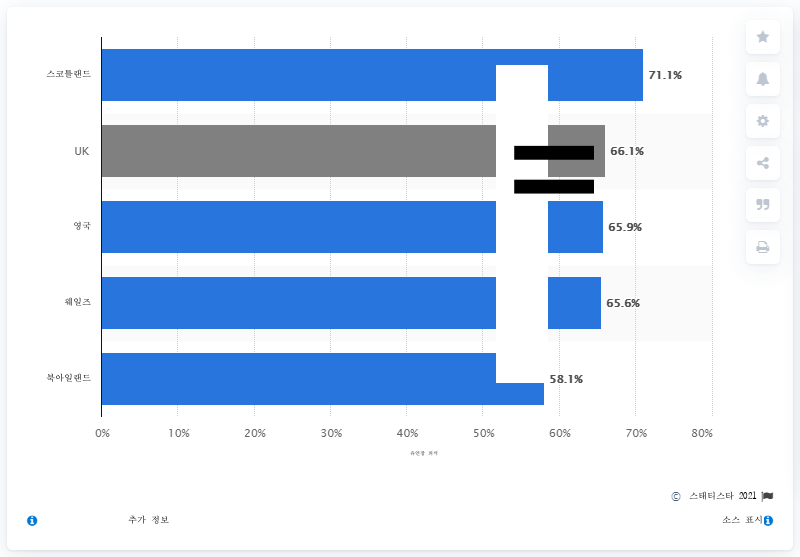 스코틀랜드 71.1%
UK 66.1%
영국 65.9%
웨일즈 65.6%
북아일랜드 58.1%
0% 10% 20% 30% 40% 50% 60% 70% 80%
© 스태티스타 2021
추가 정보 소스 표시